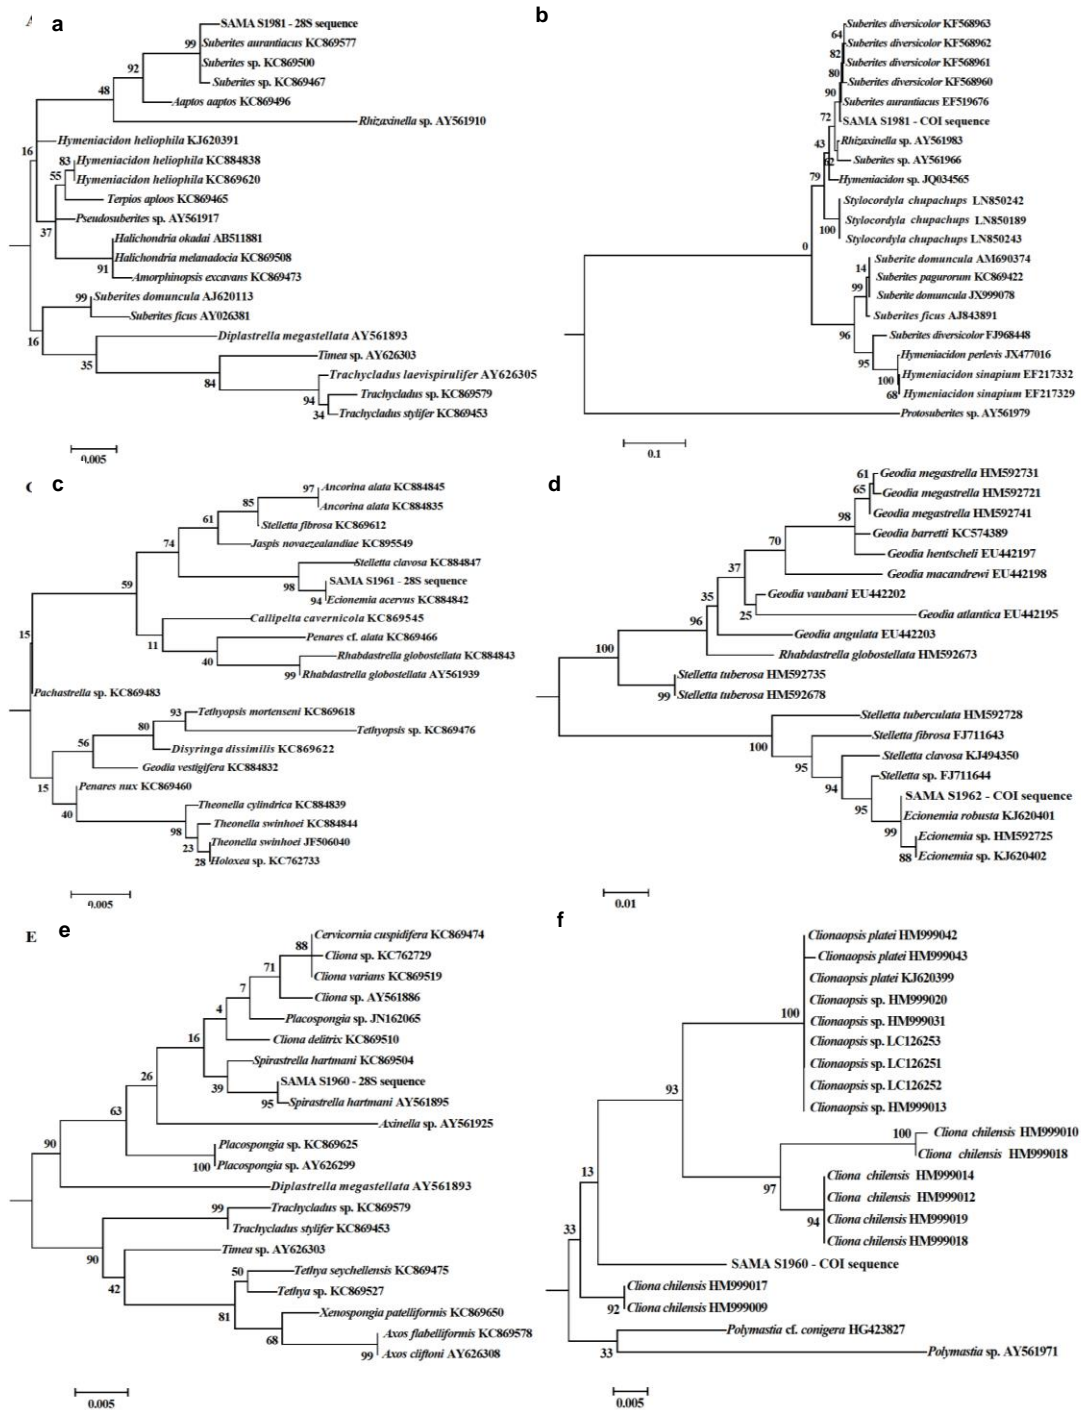 a
SAMA S1981 - 28S sequence
99
Suberites aurantiacus KC869577
Suberites sp. KC869500
92
Suberites sp. KC869467
48
Aaptos aaptos KC869496
Rhizaxinella sp. AY561910
Hymeniacidon heliophila KJ620391
16
83
Hymeniacidon heliophila KC884838
55
Hymeniacidon heliophila KC869620
Terpios aploos KC869465
Pseudosuberites sp. AY561917
37
Halichondria okadai AB511881
Halichondria melanadocia KC869508
91
Amorphinopsis excavans KC869473
99
Suberites domuncula AJ620113
Suberites ficus AY026381
16
Diplastrella megastellata AY561893
35
Timea sp. AY626303
84
Trachycladus laevispirulifer AY626305
94
Trachycladus sp. KC869579
34
Trachycladus stylifer KC869453
0.005
b
Suberites diversicolor KF568963
64
Suberites diversicolor KF568962
82
Suberites diversicolor KF568961
80
Suberites diversicolor KF568960
90
Suberites aurantiacus EF519676
72
SAMA S1981 - COI sequence
43
Rhizaxinella sp. AY561983
62
Suberites sp. AY561966
79
Hymeniacidon sp. JQ034565
Stylocordyla chupachups LN850242
Stylocordyla chupachups LN850189
100
Stylocordyla chupachups LN850243
0
Suberite domuncula AM690374
14
Suberites pagurorum KC869422
99
Suberite domuncula JX999078
Suberites ficus AJ843891
96
Suberites diversicolor FJ968448
95
Hymeniacidon perlevis JX477016
100
Hymeniacidon sinapium EF217332
68
Hymeniacidon sinapium EF217329
Protosuberites sp. AY561979
0.1
c
97
Ancorina alata KC884845
85
Ancorina alata KC884835
61
Stelletta fibrosa KC869612
74
Jaspis novaezealandiae KC895549
Stelletta clavosa KC884847
59
98
SAMA S1961 - 28S sequence
94
Ecionemia acervus KC884842
Callipelta cavernicola KC869545
11
Penares cf. alata KC869466
40
Rhabdastrella globostellata KC884843
99
Rhabdastrella globostellata AY561939
15
Pachastrella sp. KC869483
93
Tethyopsis mortenseni KC869618
80
Tethyopsis sp. KC869476
56
Disyringa dissimilis KC869622
Geodia vestigifera KC884832
15
Penares nux KC869460
40
Theonella cylindrica KC884839
98
Theonella swinhoei KC884844
23
Theonella swinhoei JF506040
28
Holoxea sp. KC762733
0.005
d
61
Geodia megastrella HM592731
65
Geodia megastrella HM592721
98
Geodia megastrella HM592741
Geodia barretti KC574389
70
Geodia hentscheli EU442197
37
Geodia macandrewi EU442198
35
Geodia vaubani EU442202
25
Geodia atlantica EU442195
96
Geodia angulata EU442203
100
Rhabdastrella globostellata HM592673
Stelletta tuberosa HM592735
99
Stelletta tuberosa HM592678
Stelletta tuberculata HM592728
100
Stelletta fibrosa FJ711643
95
Stelletta clavosa KJ494350
94
Stelletta sp. FJ711644
95
SAMA S1962 - COI sequence
Ecionemia robusta KJ620401
99
Ecionemia sp. HM592725
88
Ecionemia sp. KJ620402
0.01
E
e
Cervicornia cuspidifera KC869474
88
Cliona sp. KC762729
71
Cliona varians KC869519
7
Cliona sp. AY561886
4
Placospongia sp. JN162065
16
Cliona delitrix KC869510
Spirastrella hartmani KC869504
26
39
SAMA S1960 - 28S sequence
95
Spirastrella hartmani AY561895
63
Axinella sp. AY561925
90
Placospongia sp. KC869625
100
Placospongia sp. AY626299
Diplastrella megastellata AY561893
99
Trachycladus sp. KC869579
Trachycladus stylifer KC869453
90
Timea sp. AY626303
42
50
Tethya seychellensis KC869475
Tethya sp. KC869527
81
Xenospongia patelliformis KC869650
68
Axos flabelliformis KC869578
99
Axos cliftoni AY626308
0.005
f
Clionaopsis platei HM999042
Clionaopsis platei HM999043
Clionaopsis platei KJ620399
Clionaopsis sp. HM999020
100
Clionaopsis sp. HM999031
Clionaopsis sp. LC126253
Clionaopsis sp. LC126251
Clionaopsis sp. LC126252
93
Clionaopsis sp. HM999013
100
Cliona chilensis HM999010
Cliona chilensis HM999018
13
97
Cliona chilensis HM999014
Cliona chilensis HM999012
94
Cliona chilensis HM999019
33
Cliona chilensis HM999018
SAMA S1960 - COI sequence
Cliona chilensis HM999017
92
Cliona chilensis HM999009
Polymastia cf. conigera HG423827
33
Polymastia sp. AY561971
0.005